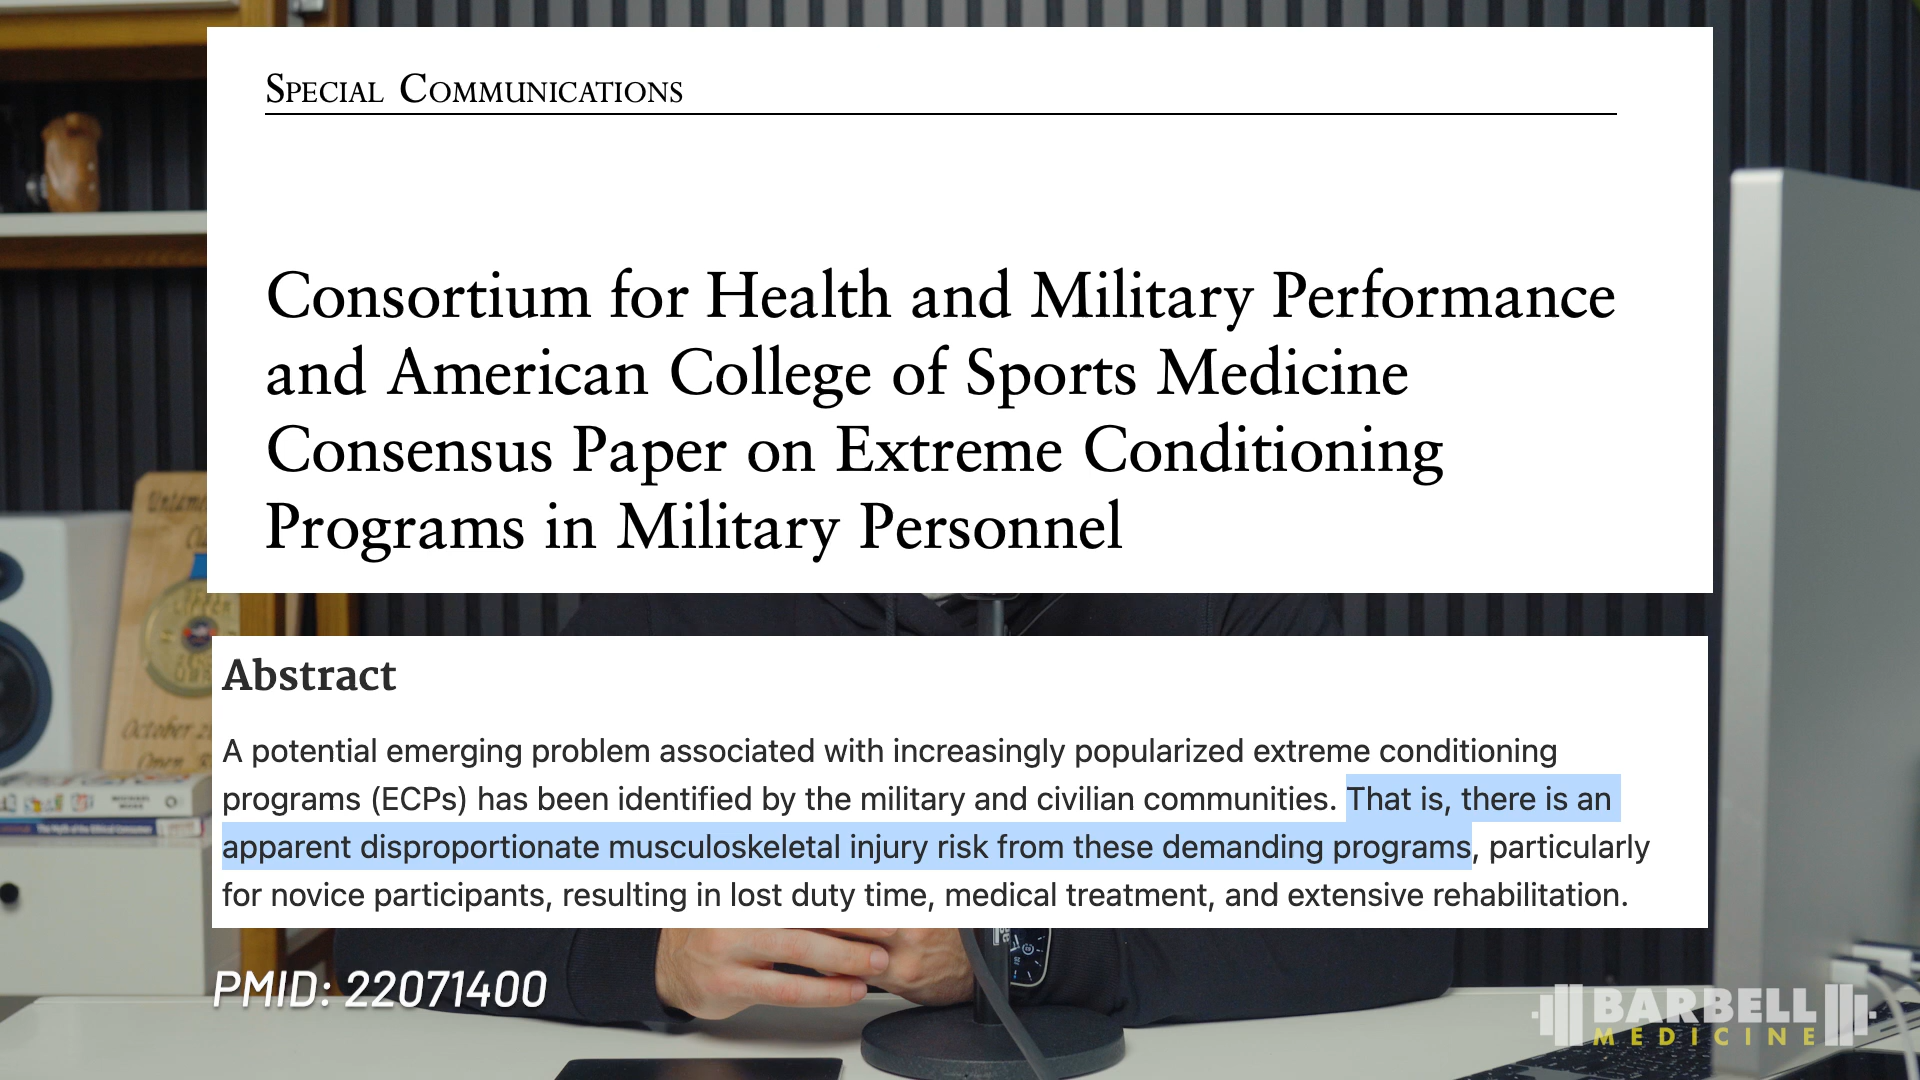 Special Communications
Consortium for Health and Military Performance
and American College of Sports Medicine
Consensus Paper on Extreme Conditioning
Programs in Military Personnel
Abstract
A potential emerging problem associated with increasingly popularized extreme conditioning
programs (ECPs) has been identified by the military and civilian communities. That is, there is an
apparent disproportionate musculoskeletal injury risk from these demanding programs, particularly
for novice participants, resulting in lost duty time, medical treatment, and extensive rehabilitation.
October
Open
PMID: 22071400
BARBELL
MEDICINE